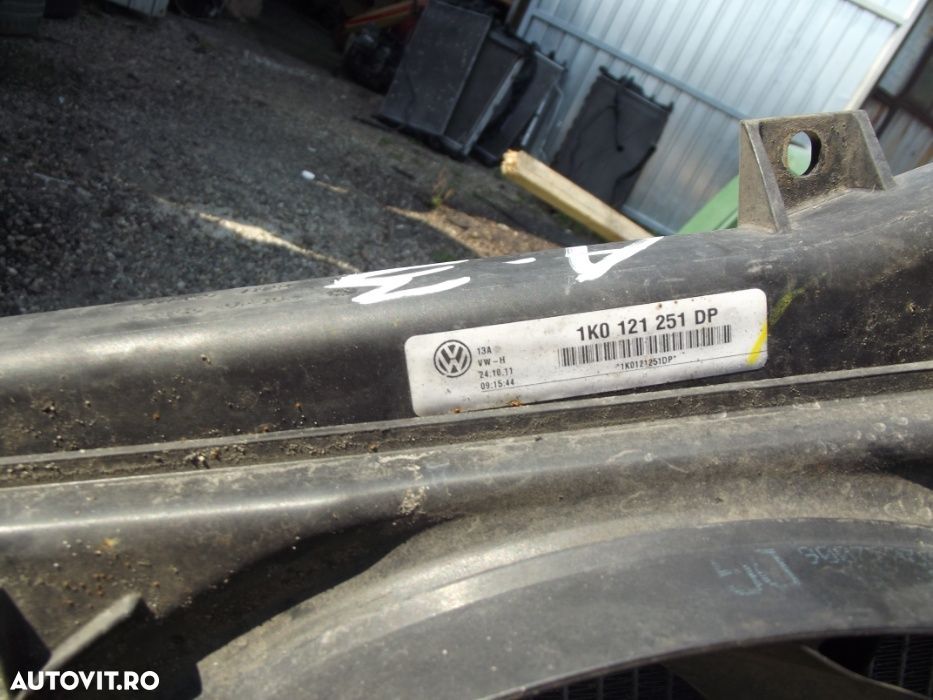 1K0 121 251 DP
13A
VW-H
24.10.11
09:15:44
*1K0121251DP*
AUTOVIT.RO